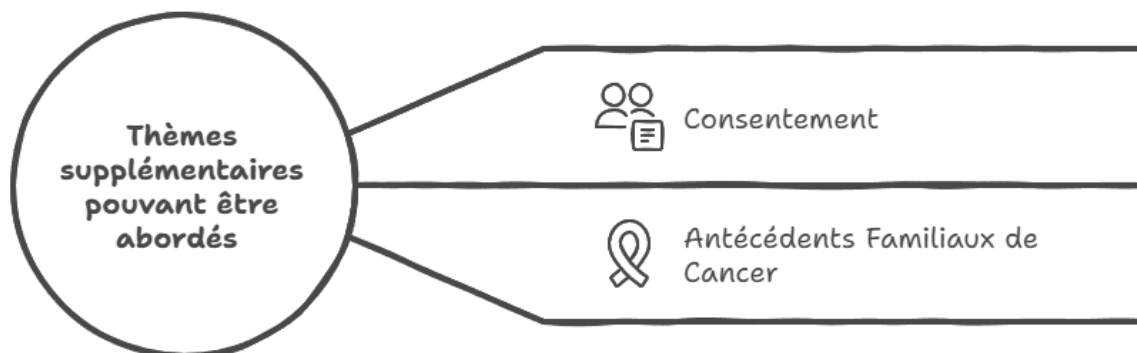 Thèmes
supplémentaires
pouvant être
abordés
Consentement
Antécédents Familiaux de
Cancer